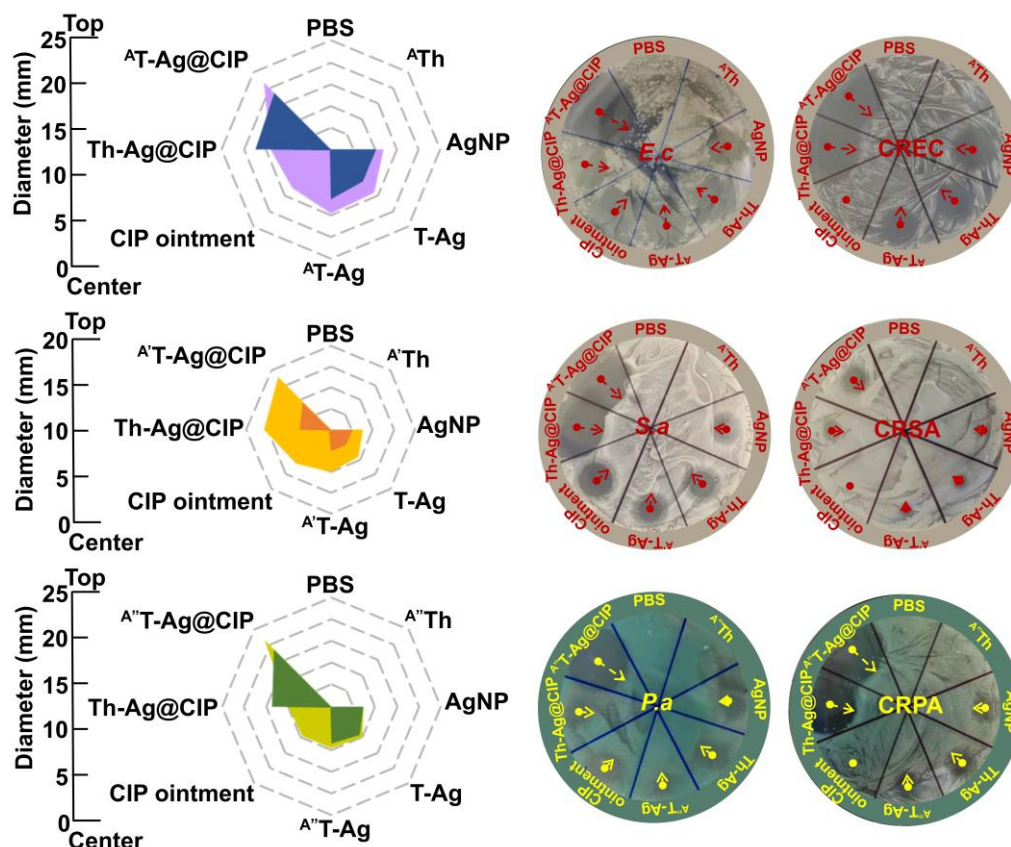 Top
25
20
15
10
5
0
Center
Diameter (mm)
PBS
ᴬTh
AgNP
T-Ag
ᴬT-Ag
CIP ointment
Th-Ag@CIP
ᴬT-Ag@CIP
E.c
PBS
ᴬTh
AgNP
Th-Ag
ᴬT-Ag
CIP
ointment
Th-Ag@CIP
ᴬT-Ag@CIP
CREC
PBS
ᴬTh
AgNP
Th-Ag
ᴬT-Ag
CIP
ointment
Th-Ag@CIP
ᴬT-Ag@CIP
Top
20
15
10
5
0
Center
Diameter (mm)
PBS
ᴬ'Th
AgNP
T-Ag
ᴬ'T-Ag
CIP ointment
Th-Ag@CIP
ᴬ'T-Ag@CIP
S.a
PBS
ᴬ'Th
AgNP
Th-Ag
ᴬ'T-Ag
CIP
ointment
Th-Ag@CIP
ᴬ'T-Ag@CIP
CRSA
PBS
ᴬ'Th
AgNP
Th-Ag
ᴬ'T-Ag
CIP
ointment
Th-Ag@CIP
ᴬ'T-Ag@CIP
Top
25
20
15
10
5
0
Center
Diameter (mm)
PBS
ᴬ''Th
AgNP
T-Ag
ᴬ''T-Ag
CIP ointment
Th-Ag@CIP
ᴬ''T-Ag@CIP
P.a
PBS
ᴬ''Th
AgNP
Th-Ag
ᴬ''T-Ag
CIP
ointment
Th-Ag@CIP
ᴬ''T-Ag@CIP
CRPA
PBS
ᴬ''Th
AgNP
Th-Ag
ᴬ''T-Ag
CIP
ointment
Th-Ag@CIP
ᴬ''T-Ag@CIP